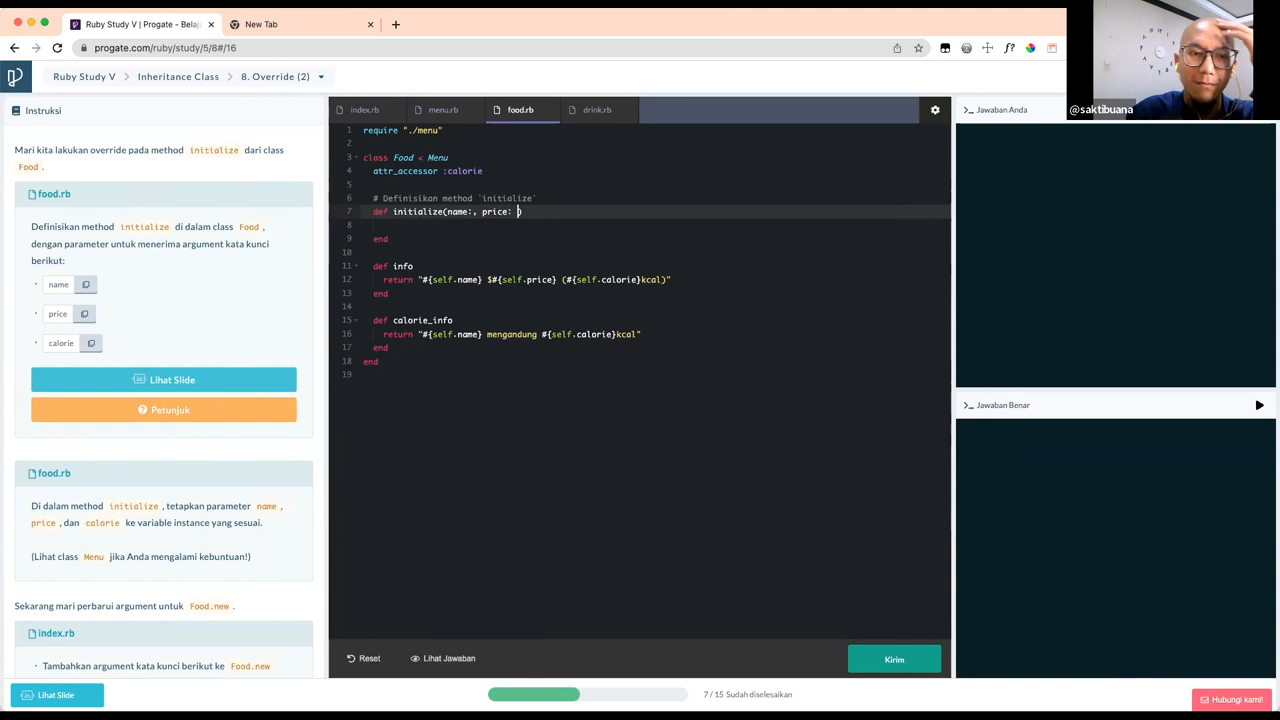 Ruby Study V | Progate - Belaja
New Tab
progate.com/ruby/study/5/8#/16
Ruby Study V
Inheritance Class
8. Override (2)
@saktibuana
Instruksi
index.rb
menu.rb
food.rb
drink.rb
Jawaban Anda
Mari kita lakukan override pada method initialize dari class
Food .
food.rb
Definisikan method initialize di dalam class Food ,
dengan parameter untuk menerima argument kata kunci
berikut:
name
price
calorie
Lihat Slide
Petunjuk
food.rb
Di dalam method initialize , tetapkan parameter name ,
price , dan calorie ke variable instance yang sesuai.
(Lihat class Menu jika Anda mengalami kebuntuan!)
Sekarang mari perbarui argument untuk Food.new .
index.rb
Tambahkan argument kata kunci berikut ke Food.new
1 require "./menu"
2
3 class Food < Menu
4 attr_accessor :calorie
5
6 # Definisikan method `initialize`
7 def initialize(name:, price: )
8
9 end
10
11 def info
12 return "#{self.name} $#{self.price} (#{self.calorie}kcal)"
13 end
14
15 def calorie_info
16 return "#{self.name} mengandung #{self.calorie}kcal"
17 end
18 end
19
Jawaban Benar
Reset
Lihat Jawaban
Kirim
Lihat Slide
7 / 15 Sudah diselesaikan
Hubungi kami!